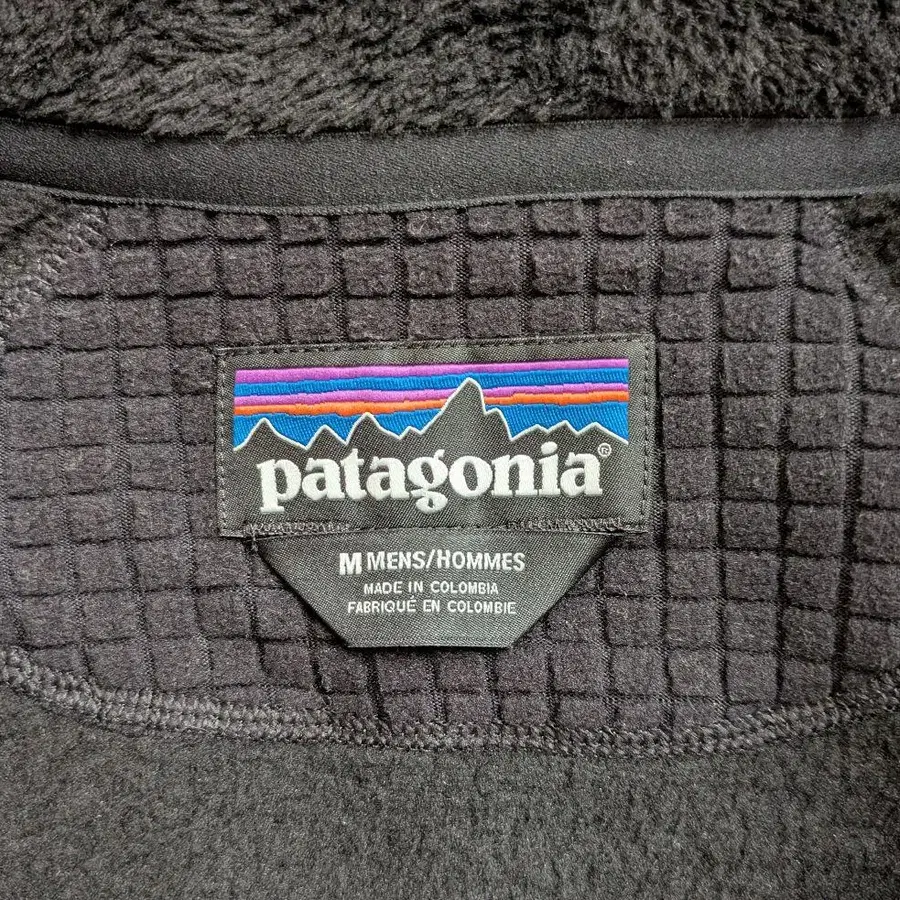 patagonia®
M MENS/HOMMES
MADE IN COLOMBIA
FABRIQUÉ EN COLOMBIE